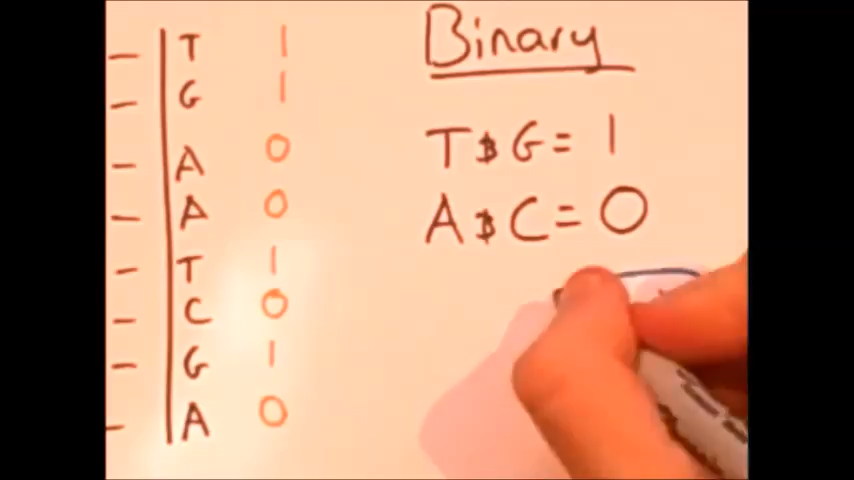 T 1
G 1
A 0
A 0
T 1
C 0
G 1
A 0
Binary
T & G = 1
A & C = 0